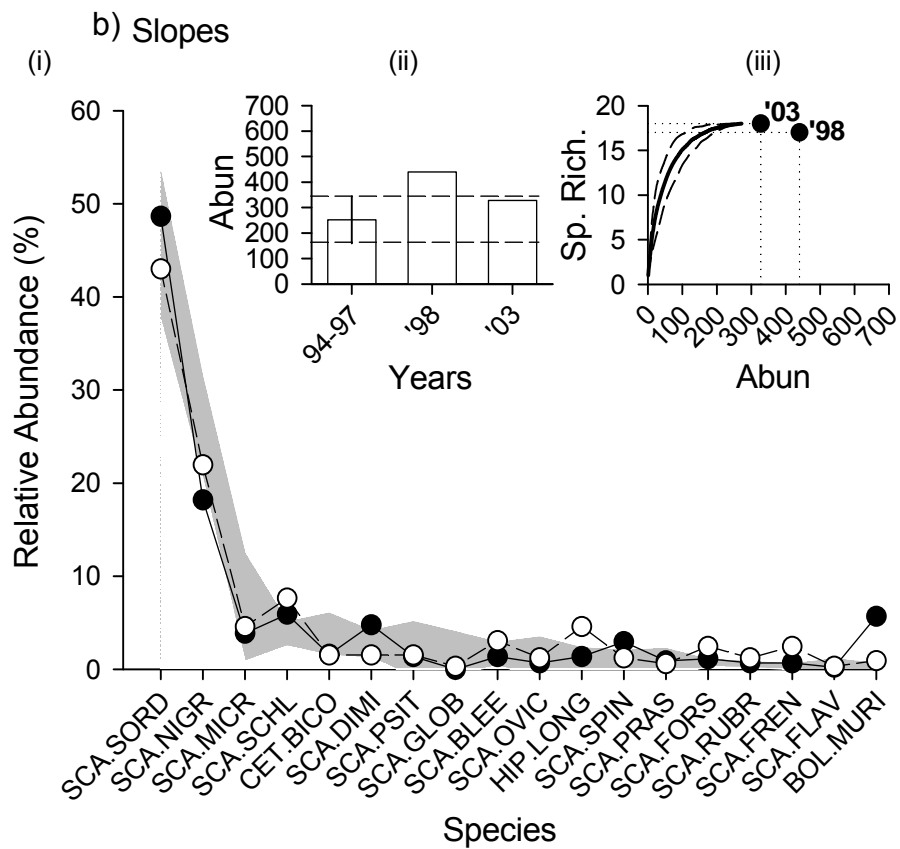 b) Slopes
(i)
(ii)
(iii)
60
50
40
30
20
10
0
Relative Abundance (%)
700
600
500
400
300
200
100
0
Abun
94-97
'98
'03
Years
20
15
10
5
0
Sp. Rich.
'03
'98
0
100
200
300
400
500
600
700
Abun
SCA.SORD
SCA.NIGR
SCA.MICR
SCA.SCHL
CET.BICO
SCA.DIMI
SCA.PSIT
SCA.GLOB
SCA.BLEE
SCA.OVIC
HIP.LONG
SCA.SPIN
SCA.PRAS
SCA.FORS
SCA.RUBR
SCA.FREN
SCA.FLAV
BOL.MURI
Species